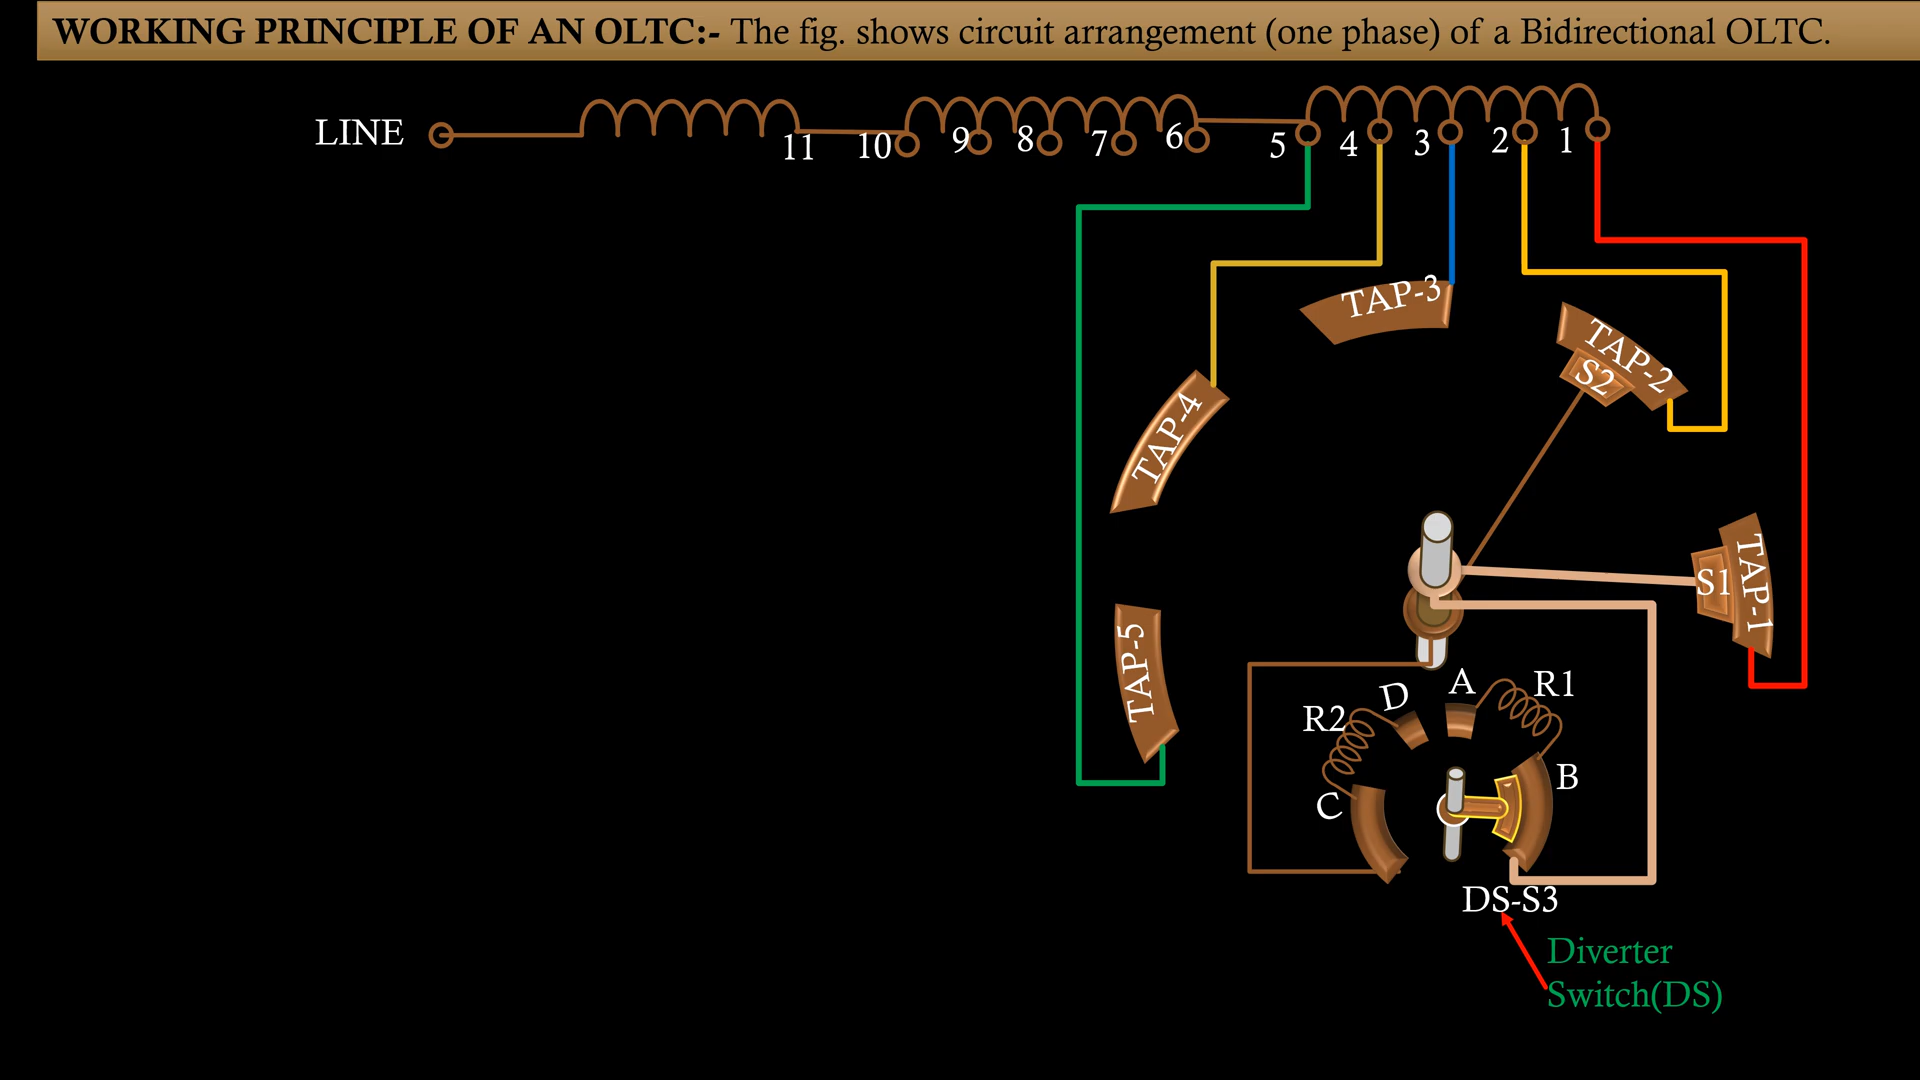 WORKING PRINCIPLE OF AN OLTC:- The fig. shows circuit arrangement (one phase) of a Bidirectional OLTC.
LINE
11 10 9 8 7 6 5 4 3 2 1
TAP-3
TAP-2
S2
TAP-4
S1
TAP-1
TAP-5
D A R1
R2
B
C
DS-S3
Diverter
Switch(DS)